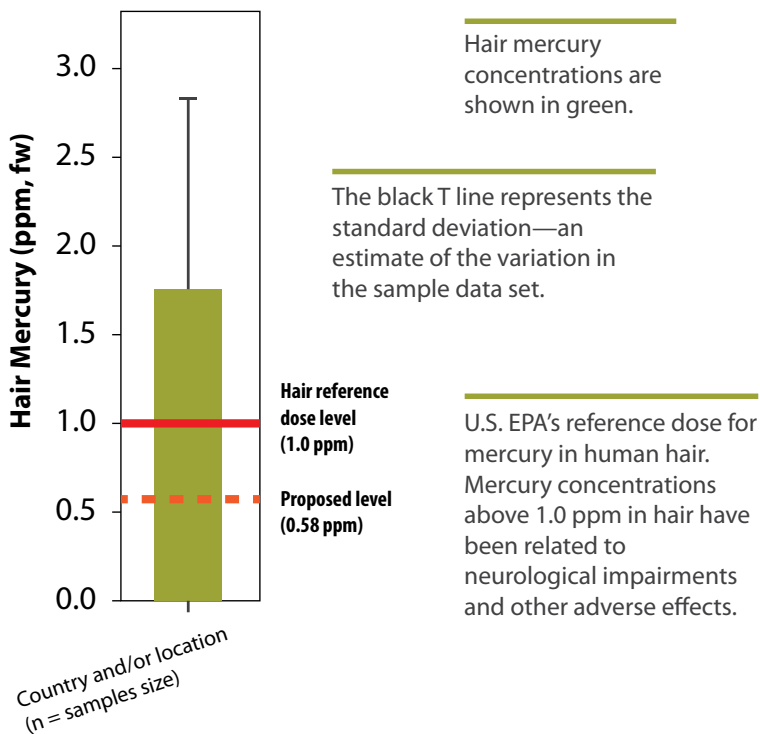 Hair Mercury (ppm, fw)
3.0
2.5
2.0
1.5
1.0
0.5
0.0
Country and/or location
(n = samples size)
Hair reference
dose level
(1.0 ppm)
Proposed level
(0.58 ppm)
Hair mercury
concentrations are
shown in green.
The black T line represents the
standard deviation—an
estimate of the variation in
the sample data set.
U.S. EPA’s reference dose for
mercury in human hair.
Mercury concentrations
above 1.0 ppm in hair have
been related to
neurological impairments
and other adverse effects.